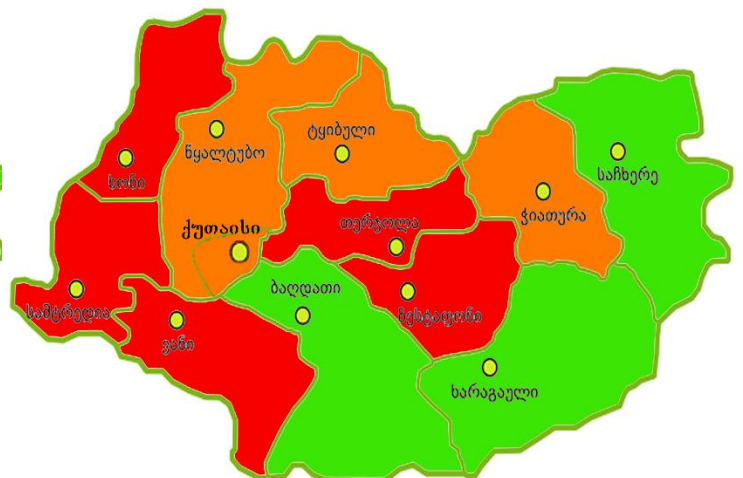 ტყიბული
წყალტუბო
საჩხერე
ხონი
ჭიათურა
ქუთაისი
თერჯოლა
ბაღდათი
სამტრედია
ზესტაფონი
ვანი
ხარაგაული